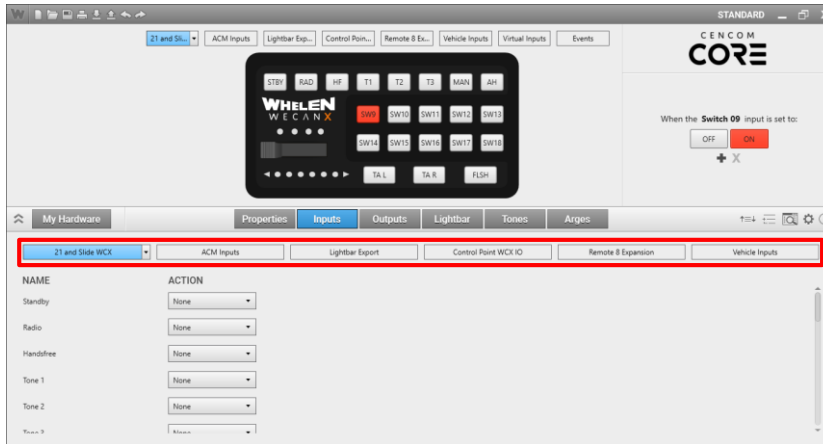 STANDARD
21 and Sli... ACM Inputs Lightbar Exp... Control Poin... Remote 8 Ex... Vehicle Inputs Virtual Inputs Events
CENCOM
CORE
STBY RAD HF T1 T2 T3 MAN AH
WHELEN
WECANX
SW9 SW10 SW11 SW12 SW13
SW14 SW15 SW16 SW17 SW18
TA L TA R FLSH
When the Switch 09 input is set to:
OFF ON
My Hardware Properties Inputs Outputs Lightbar Tones Arges
21 and Slide WCX ACM Inputs Lightbar Export Control Point WCX IO Remote 8 Expansion Vehicle Inputs
NAME ACTION
Standby None
Radio None
Handsfree None
Tone 1 None
Tone 2 None
Tone 3 None